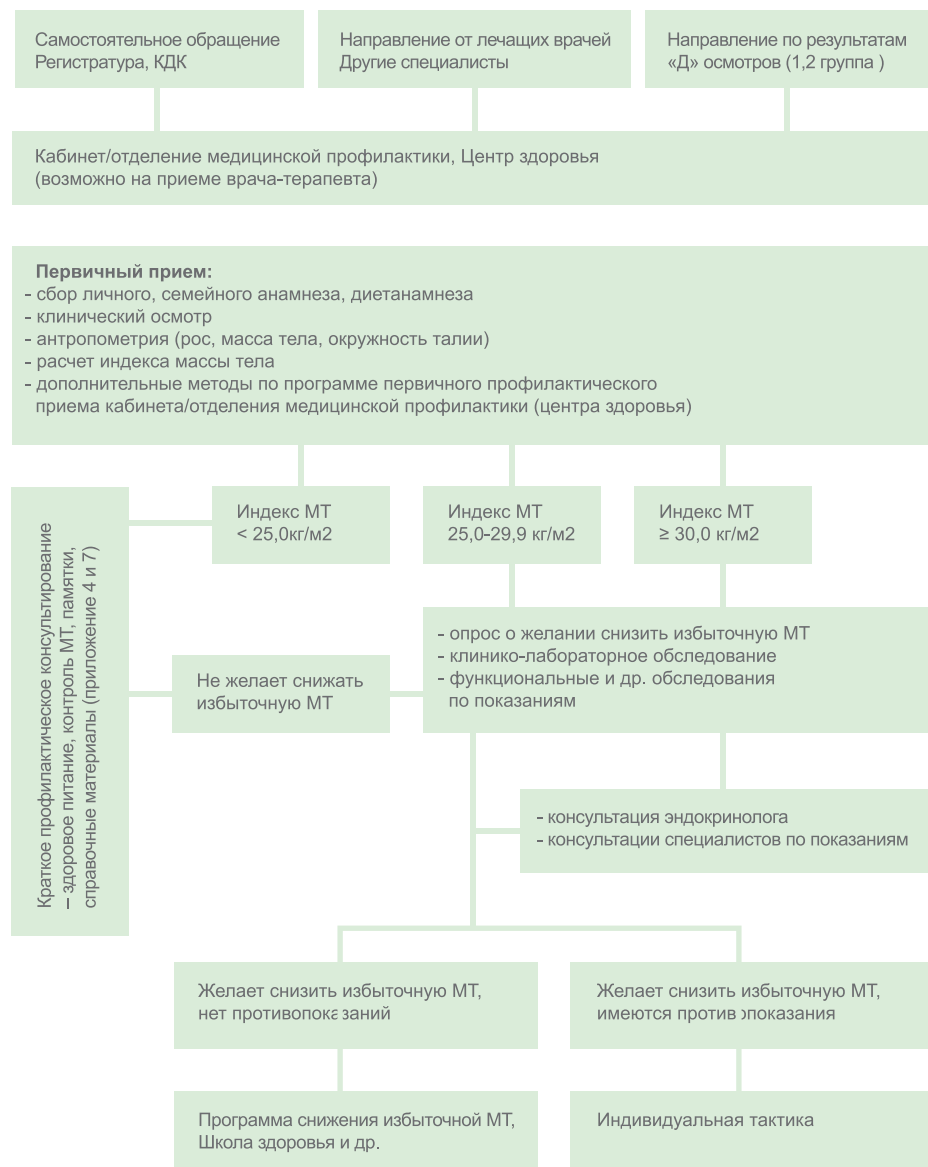 Самостоятельное обращение
Регистратура, КДК
Направление от лечащих врачей
Другие специалисты
Направление по результатам
«Д» осмотров (1,2 группа )
Кабинет/отделение медицинской профилактики, Центр здоровья
(возможно на приеме врача-терапевта)
Первичный прием:
- сбор личного, семейного анамнеза, диетанамнеза
- клинический осмотр
- антропометрия (рос, масса тела, окружность талии)
- расчет индекса массы тела
- дополнительные методы по программе первичного профилактического
приема кабинета/отделения медицинской профилактики (центра здоровья)
Краткое профилактическое консультирование
– здоровое питание, контроль МТ, памятки,
справочные материалы (приложение 4 и 7)
Индекс МТ
< 25,0кг/м2
Индекс МТ
25,0-29,9 кг/м2
Индекс МТ
≥ 30,0 кг/м2
Не желает снижать
избыточную МТ
- опрос о желании снизить избыточную МТ
- клинико-лабораторное обследование
- функциональные и др. обследования
по показаниям
- консультация эндокринолога
- консультации специалистов по показаниям
Желает снизить избыточную МТ,
нет противопоказаний
Желает снизить избыточную МТ,
имеются противопоказания
Программа снижения избыточной МТ,
Школа здоровья и др.
Индивидуальная тактика